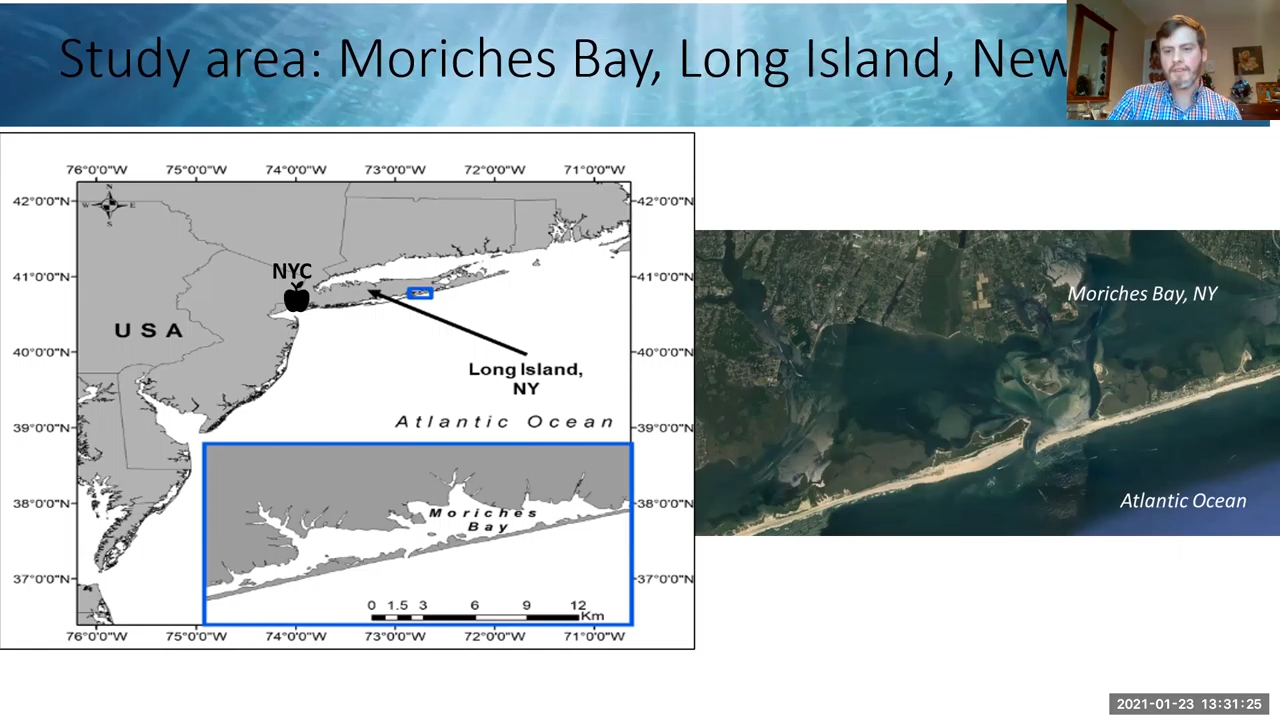 Study area: Moriches Bay, Long Island, New
76°0'0"W 75°0'0"W 74°0'0"W 73°0'0"W 72°0'0"W 71°0'0"W
N
W E
S
42°0'0"N 42°0'0"N
41°0'0"N 41°0'0"N
NYC
USA
40°0'0"N 40°0'0"N
Long Island,
NY
Atlantic Ocean
39°0'0"N 39°0'0"N
38°0'0"N 38°0'0"N
Moriches
Bay
37°0'0"N 37°0'0"N
0 1.5 3 6 9 12
Km
76°0'0"W 75°0'0"W 74°0'0"W 73°0'0"W 72°0'0"W 71°0'0"W
Moriches Bay, NY
Atlantic Ocean
2021-01-23 13:31:25